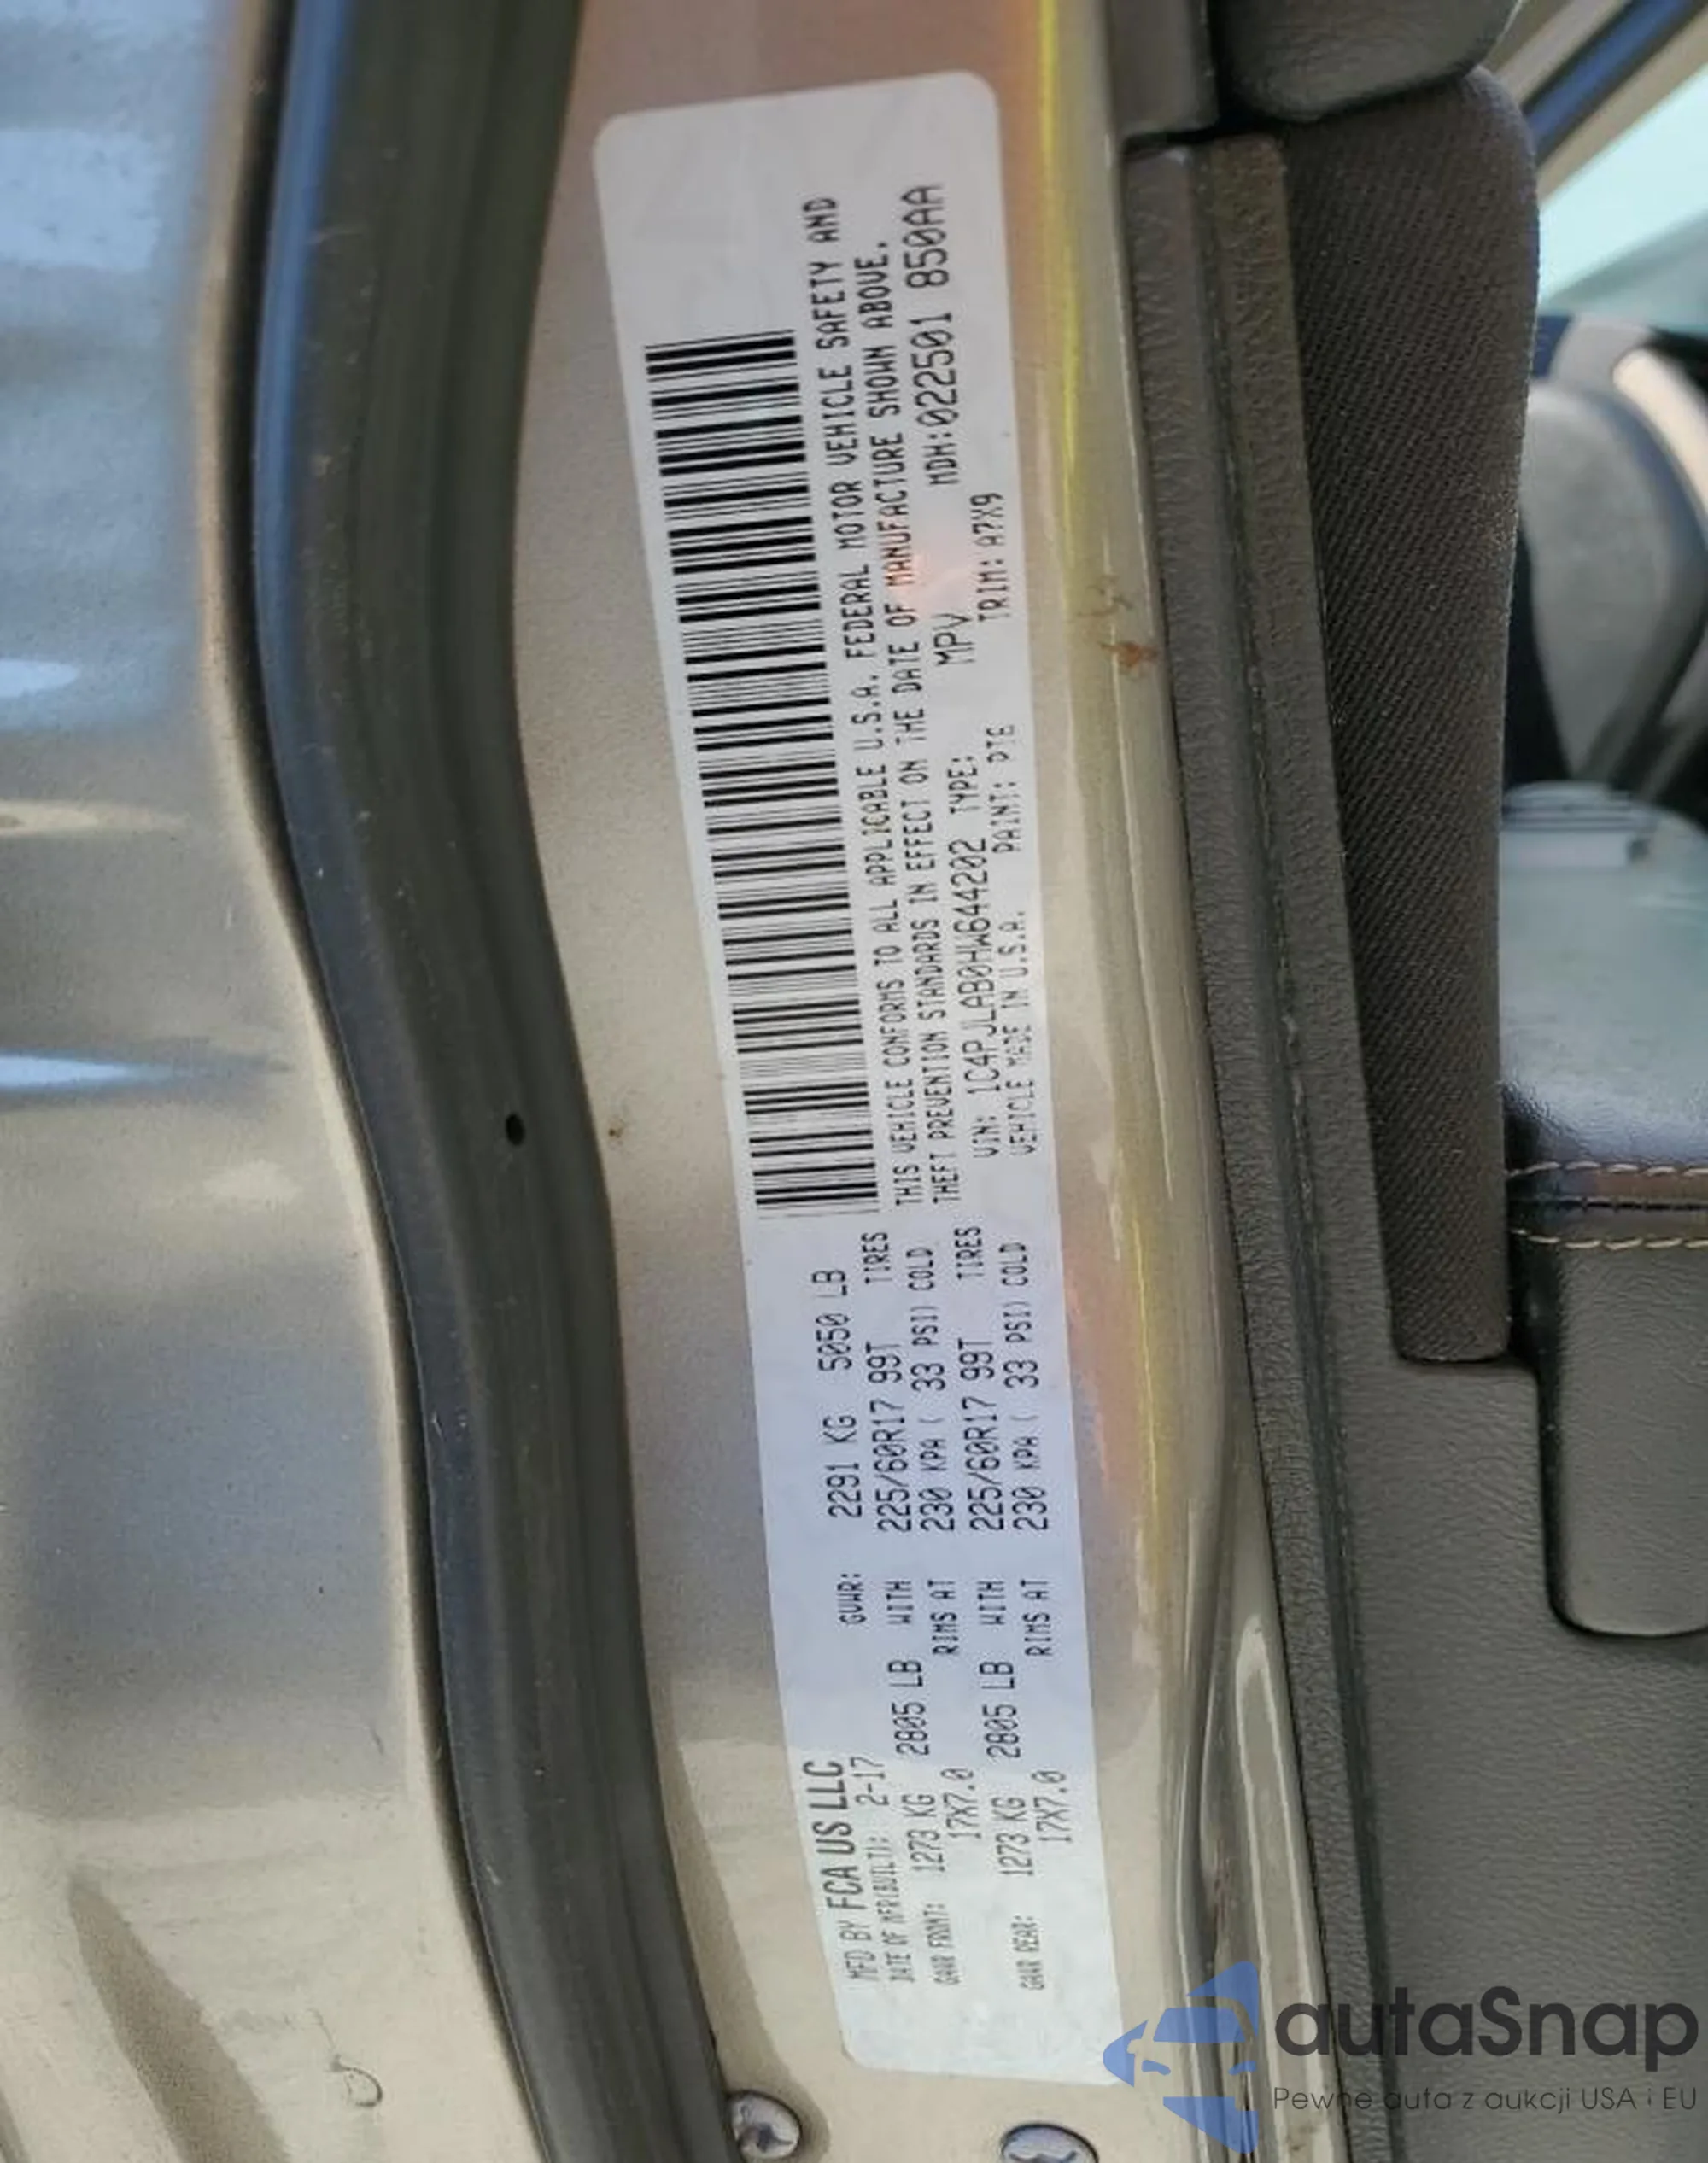 MFD BY FCA US LLC
DATE OF MFR(BUILT): 2-17 GVWR: 2291 KG 5050 LB
GAWR FRONT: 1273 KG 2805 LB WITH 225/60R17 99T TIRES
17X7.0 RIMS AT 230 KPA ( 33 PSI) COLD
GAWR REAR: 1273 KG 2805 LB WITH 225/60R17 99T TIRES
17X7.0 RIMS AT 230 KPA ( 33 PSI) COLD
THIS VEHICLE CONFORMS TO ALL APPLICABLE U.S.A. FEDERAL MOTOR VEHICLE SAFETY AND
THEFT PREVENTION STANDARDS IN EFFECT ON THE DATE OF MANUFACTURE SHOWN ABOVE.
VIN: 1C4PJLAB0HW644202 TYPE: MPV MDH:022501 850AA
VEHICLE MADE IN U.S.A. PAINT: TRIM: A7X9
autaSnap
Pewne auta z aukcji USA i EU